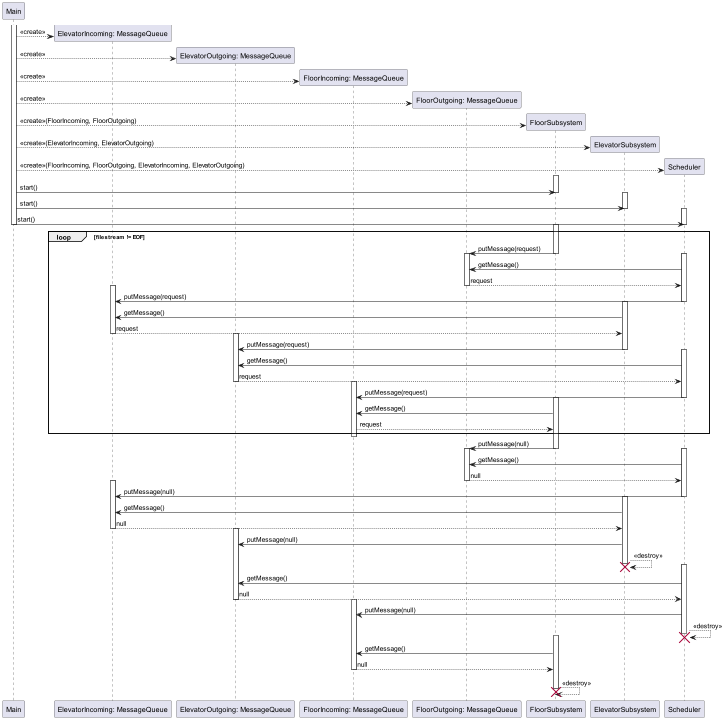 Main
«create»
ElevatorIncoming: MessageQueue
«create»
ElevatorOutgoing: MessageQueue
«create»
FloorIncoming: MessageQueue
«create»
FloorOutgoing: MessageQueue
«create»(FloorIncoming, FloorOutgoing)
FloorSubsystem
«create»(ElevatorIncoming, ElevatorOutgoing)
ElevatorSubsystem
«create»(FloorIncoming, FloorOutgoing, ElevatorIncoming, ElevatorOutgoing)
Scheduler
start()
start()
start()
loop [filestream != EOF]
putMessage(request)
getMessage()
request
putMessage(request)
getMessage()
request
putMessage(request)
getMessage()
request
putMessage(request)
getMessage()
request
putMessage(null)
getMessage()
null
putMessage(null)
getMessage()
null
putMessage(null)
«destroy»
getMessage()
null
putMessage(null)
«destroy»
getMessage()
null
«destroy»
Main ElevatorIncoming: MessageQueue ElevatorOutgoing: MessageQueue FloorIncoming: MessageQueue FloorOutgoing: MessageQueue FloorSubsystem ElevatorSubsystem Scheduler